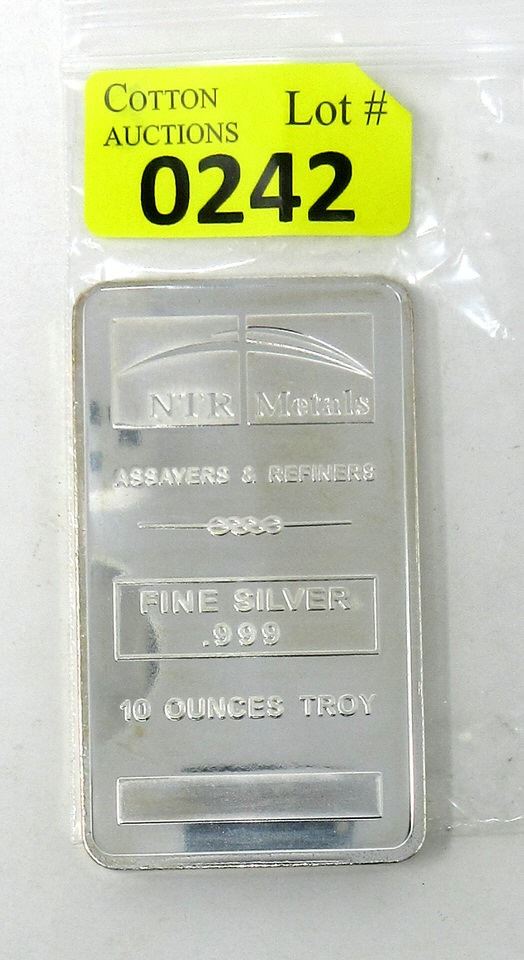 COTTON
AUCTIONS
Lot #
0242
NTR Metals
ASSAYERS & REFINERS
FINE SILVER
.999
10 OUNCES TROY